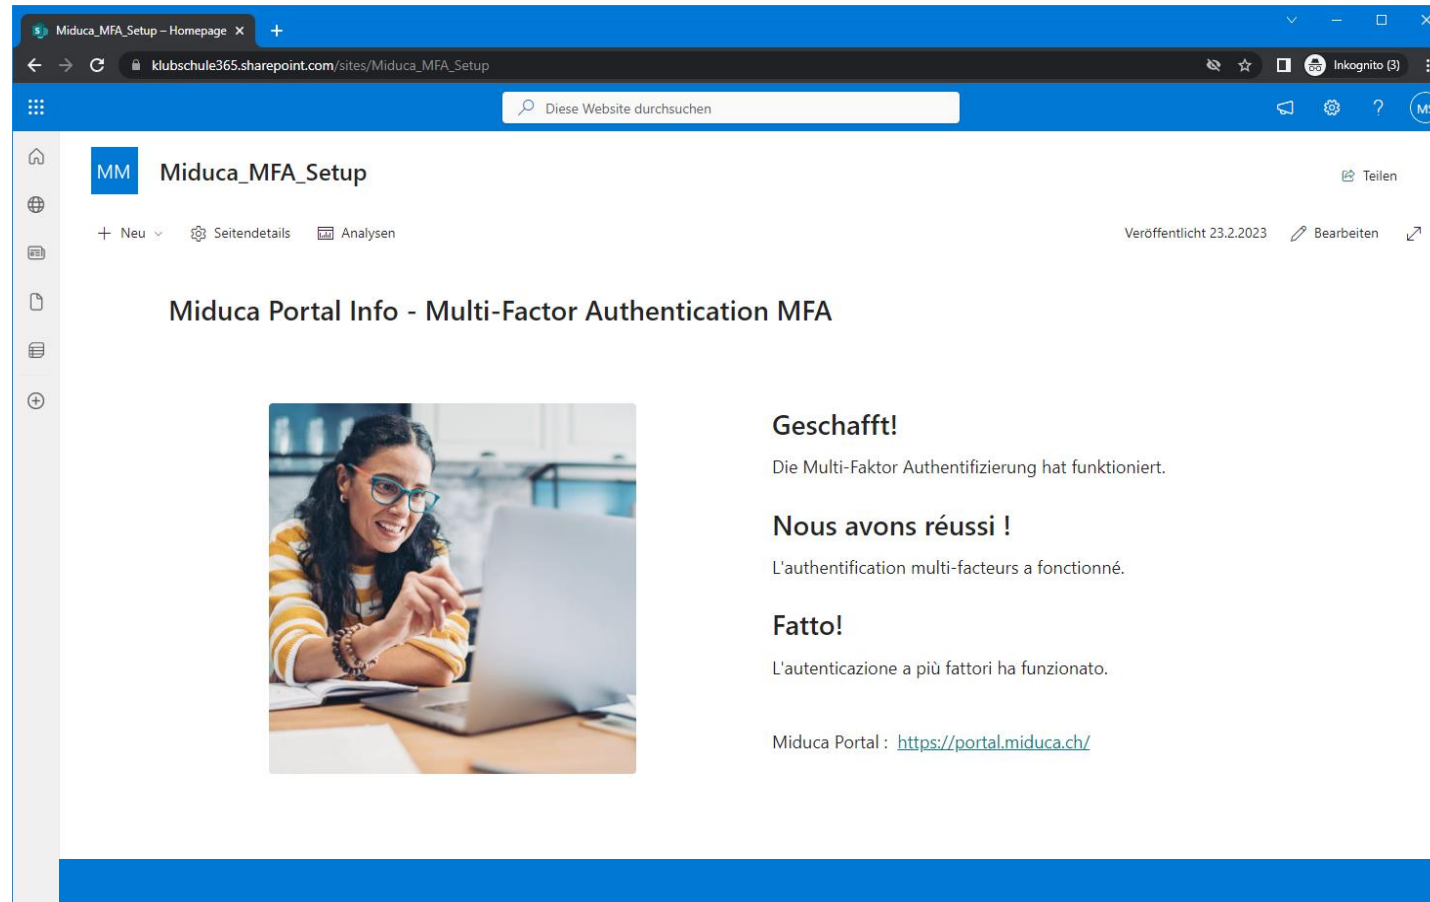 Miduca_MFA_Setup – Homepage
klubschule365.sharepoint.com/sites/Miduca_MFA_Setup
Inkognito (3)
Diese Website durchsuchen
MM Miduca_MFA_Setup
Teilen
Neu Seitendetails Analysen
Veröffentlicht 23.2.2023 Bearbeiten
Miduca Portal Info - Multi-Factor Authentication MFA
Geschafft!
Die Multi-Faktor Authentifizierung hat funktioniert.
Nous avons réussi !
L'authentification multi-facteurs a fonctionné.
Fatto!
L'autenticazione a più fattori ha funzionato.
Miduca Portal : https://portal.miduca.ch/